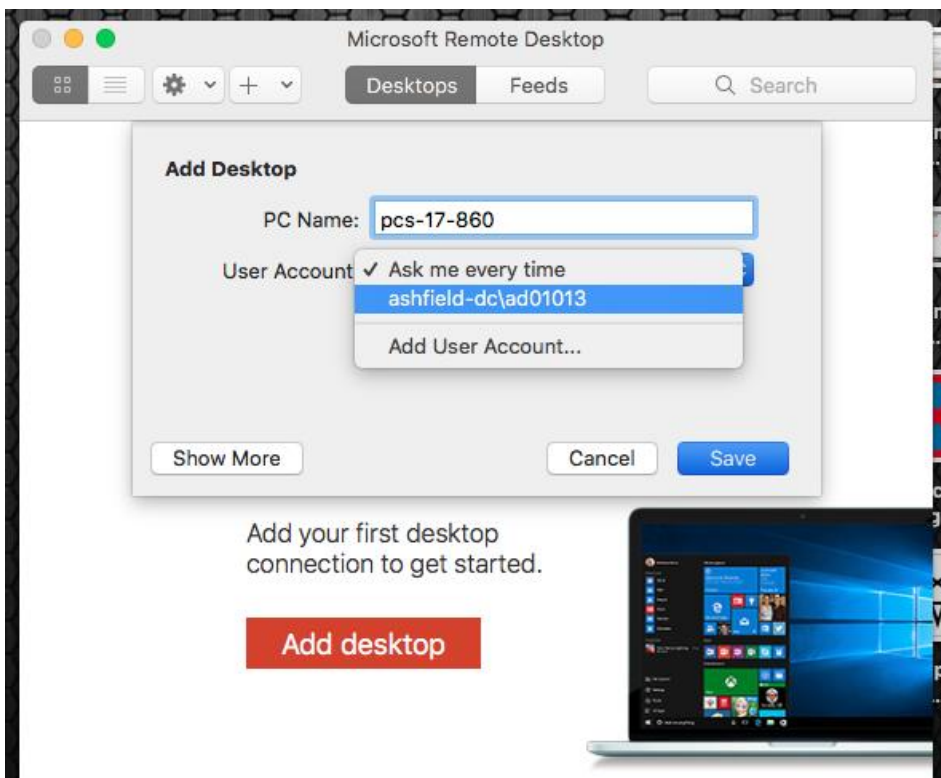 Microsoft Remote Desktop
Desktops Feeds Search
Add Desktop
PC Name: pcs-17-860
User Account ✓ Ask me every time
ashfield-dc\ad01013
Add User Account...
Show More Cancel Save
Add your first desktop
connection to get started.
Add desktop